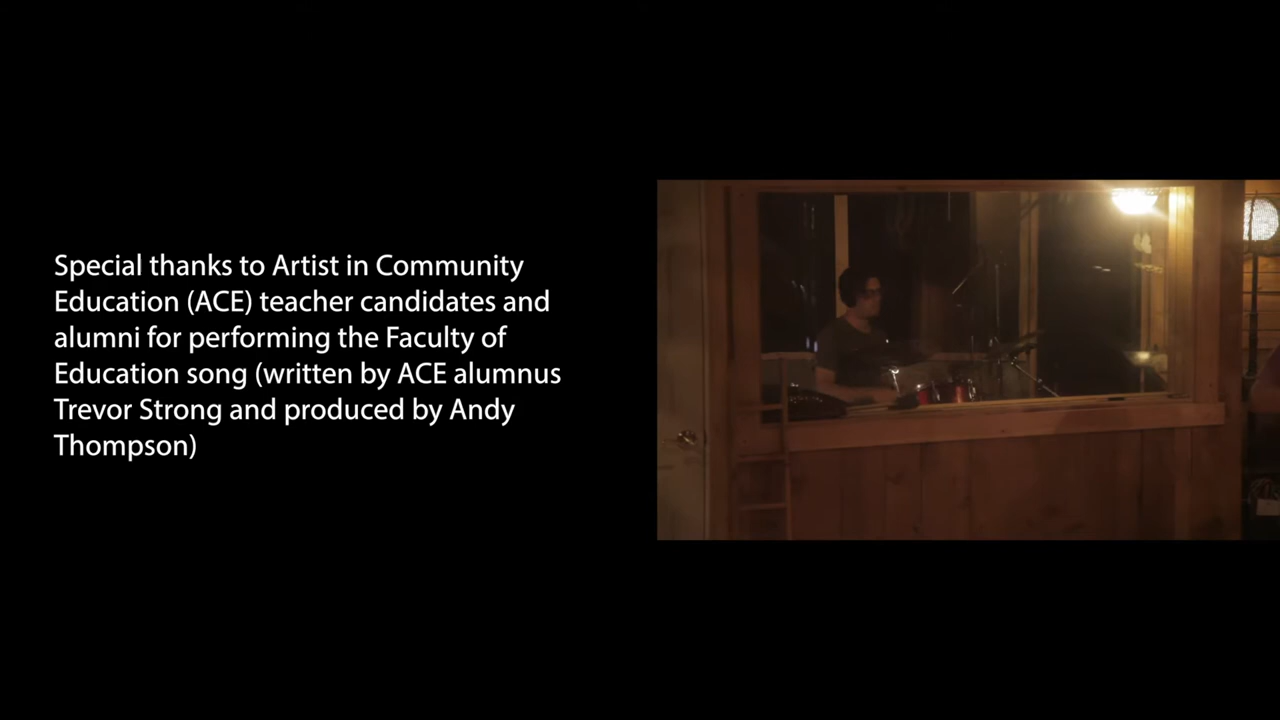 Special thanks to Artist in Community
Education (ACE) teacher candidates and
alumni for performing the Faculty of
Education song (written by ACE alumnus
Trevor Strong and produced by Andy
Thompson)